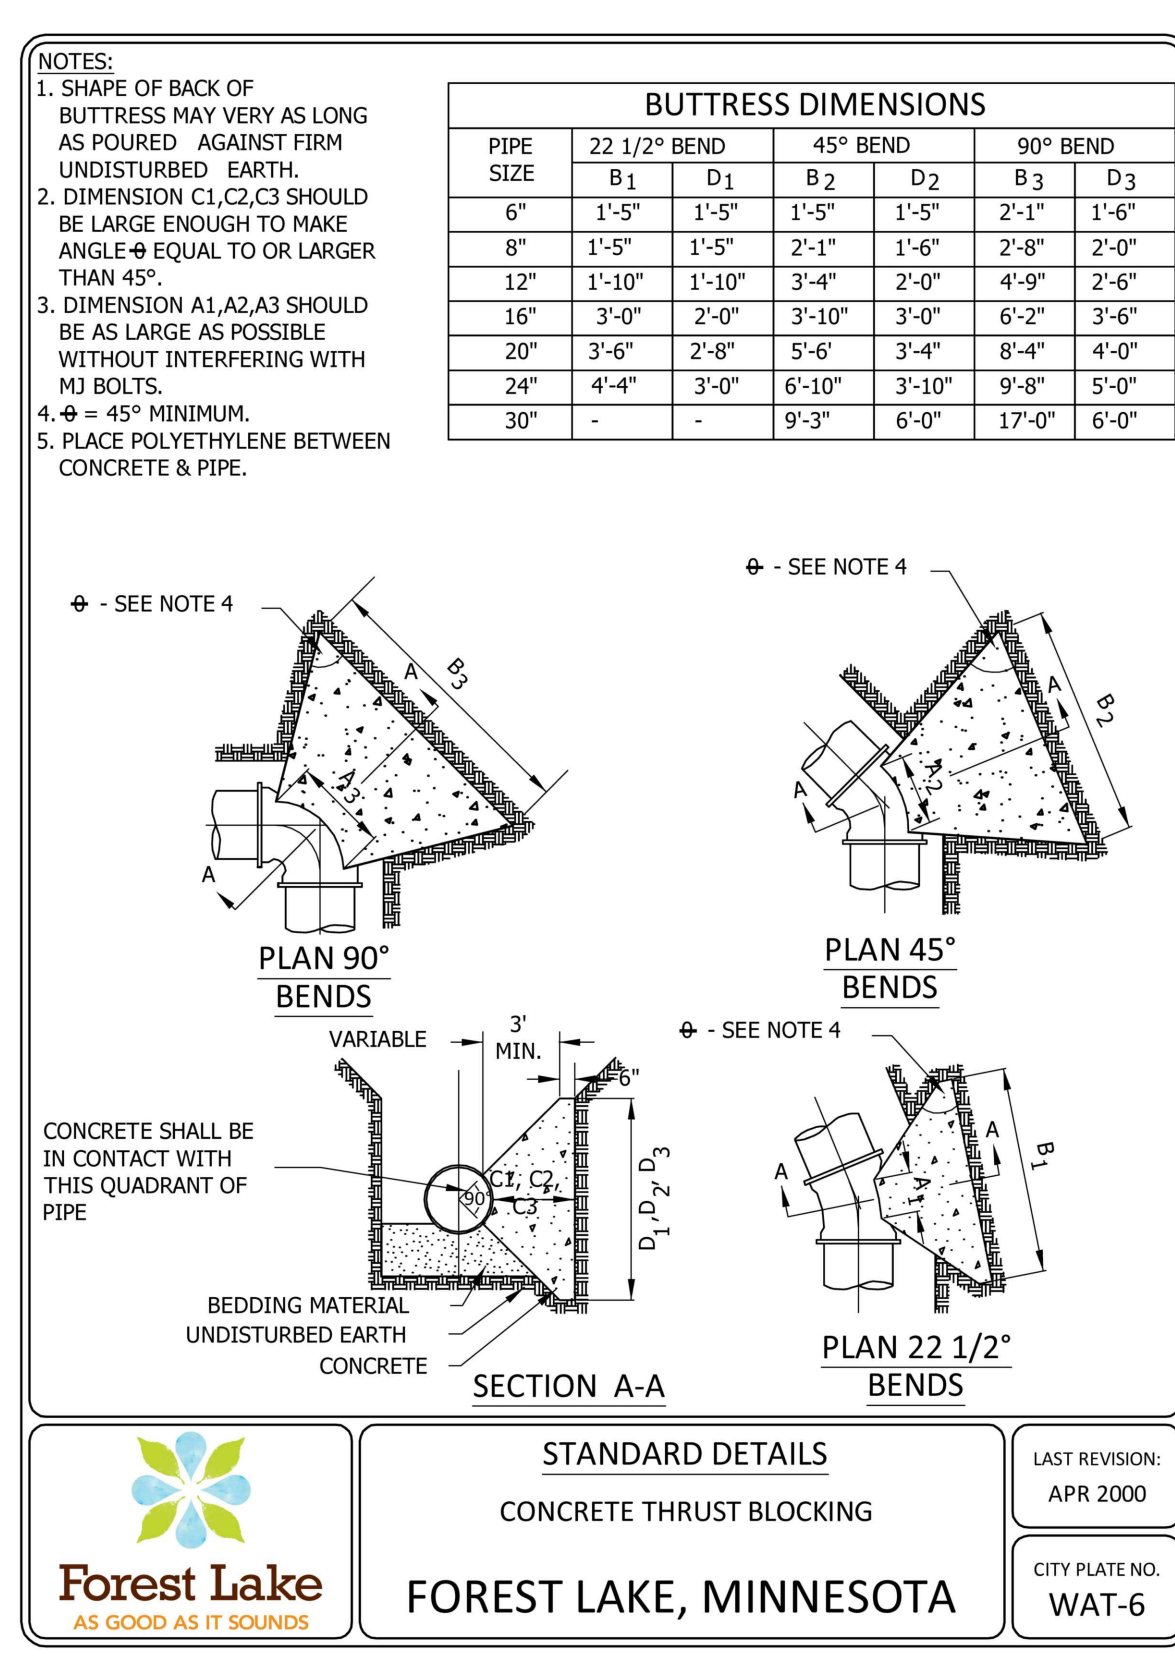 NOTES:
1. SHAPE OF BACK OF
BUTTRESS MAY VERY AS LONG
AS POURED AGAINST FIRM
UNDISTURBED EARTH.
2. DIMENSION C1,C2,C3 SHOULD
BE LARGE ENOUGH TO MAKE
ANGLE θ EQUAL TO OR LARGER
THAN 45°.
3. DIMENSION A1,A2,A3 SHOULD
BE AS LARGE AS POSSIBLE
WITHOUT INTERFERING WITH
MJ BOLTS.
4. θ = 45° MINIMUM.
5. PLACE POLYETHYLENE BETWEEN
CONCRETE & PIPE.
BUTTRESS DIMENSIONS
PIPE SIZE 22 1/2° BEND 45° BEND 90° BEND
B1 D1 B2 D2 B3 D3
6" 1'-5" 1'-5" 1'-5" 1'-5" 2'-1" 1'-6"
8" 1'-5" 1'-5" 2'-1" 1'-6" 2'-8" 2'-0"
12" 1'-10" 1'-10" 3'-4" 2'-0" 4'-9" 2'-6"
16" 3'-0" 2'-0" 3'-10" 3'-0" 6'-2" 3'-6"
20" 3'-6" 2'-8" 5'-6' 3'-4" 8'-4" 4'-0"
24" 4'-4" 3'-0" 6'-10" 3'-10" 9'-8" 5'-0"
30" - - 9'-3" 6'-0" 17'-0" 6'-0"
θ - SEE NOTE 4
A
B3
A3
A
PLAN 90°
BENDS
θ - SEE NOTE 4
A
B2
A2
A
PLAN 45°
BENDS
VARIABLE
3'
MIN.
6"
CONCRETE SHALL BE
IN CONTACT WITH
THIS QUADRANT OF
PIPE
90°
C1, C2,
C3
D1, D2, D3
BEDDING MATERIAL
UNDISTURBED EARTH
CONCRETE
SECTION A-A
θ - SEE NOTE 4
A
B1
A1
A
PLAN 22 1/2°
BENDS
Forest Lake
AS GOOD AS IT SOUNDS
STANDARD DETAILS
CONCRETE THRUST BLOCKING
FOREST LAKE, MINNESOTA
LAST REVISION:
APR 2000
CITY PLATE NO.
WAT-6